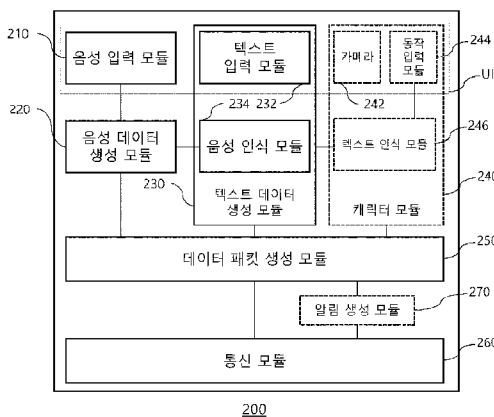 210
음성 입력 모듈
텍스트
입력 모듈
카메라
동작
입력
모듈
244
UI
234
232
242
220
음성 데이터
생성 모듈
음성 인식 모듈
텍스트 인식 모듈
246
230
텍스트 데이터
생성 모듈
캐릭터 모듈
240
데이터 패킷 생성 모듈
250
알림 생성 모듈
270
통신 모듈
260
200